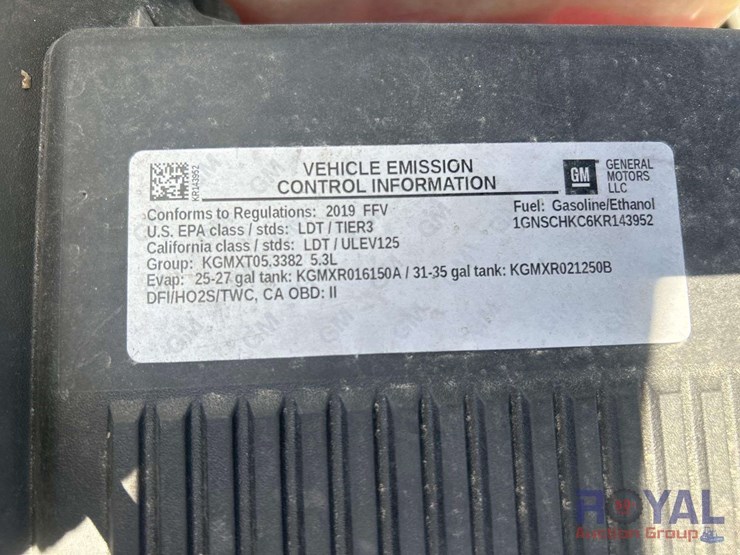 KR143952
VEHICLE EMISSION
CONTROL INFORMATION
GM
GENERAL
MOTORS
LLC
Conforms to Regulations: 2019 FFV
Fuel: Gasoline/Ethanol
U.S. EPA class / stds: LDT / TIER3
1GNSCHKC6KR143952
California class / stds: LDT / ULEV125
Group: KGMXT05.3382 5.3L
Evap: 25-27 gal tank: KGMXR016150A / 31-35 gal tank: KGMXR021250B
DFI/HO2S/TWC, CA OBD: II
ROYAL
Auction Group